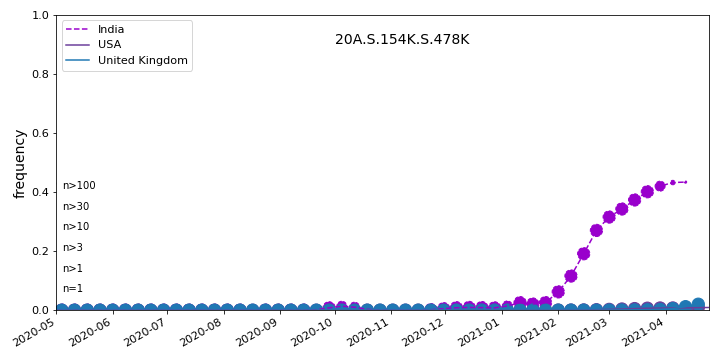 20A.S.154K.S.478K
India
USA
United Kingdom
frequency
1.0
0.8
0.6
0.4
0.2
0.0
n>100
n>30
n>10
n>3
n>1
n=1
2020-05
2020-06
2020-07
2020-08
2020-09
2020-10
2020-11
2020-12
2021-01
2021-02
2021-03
2021-04